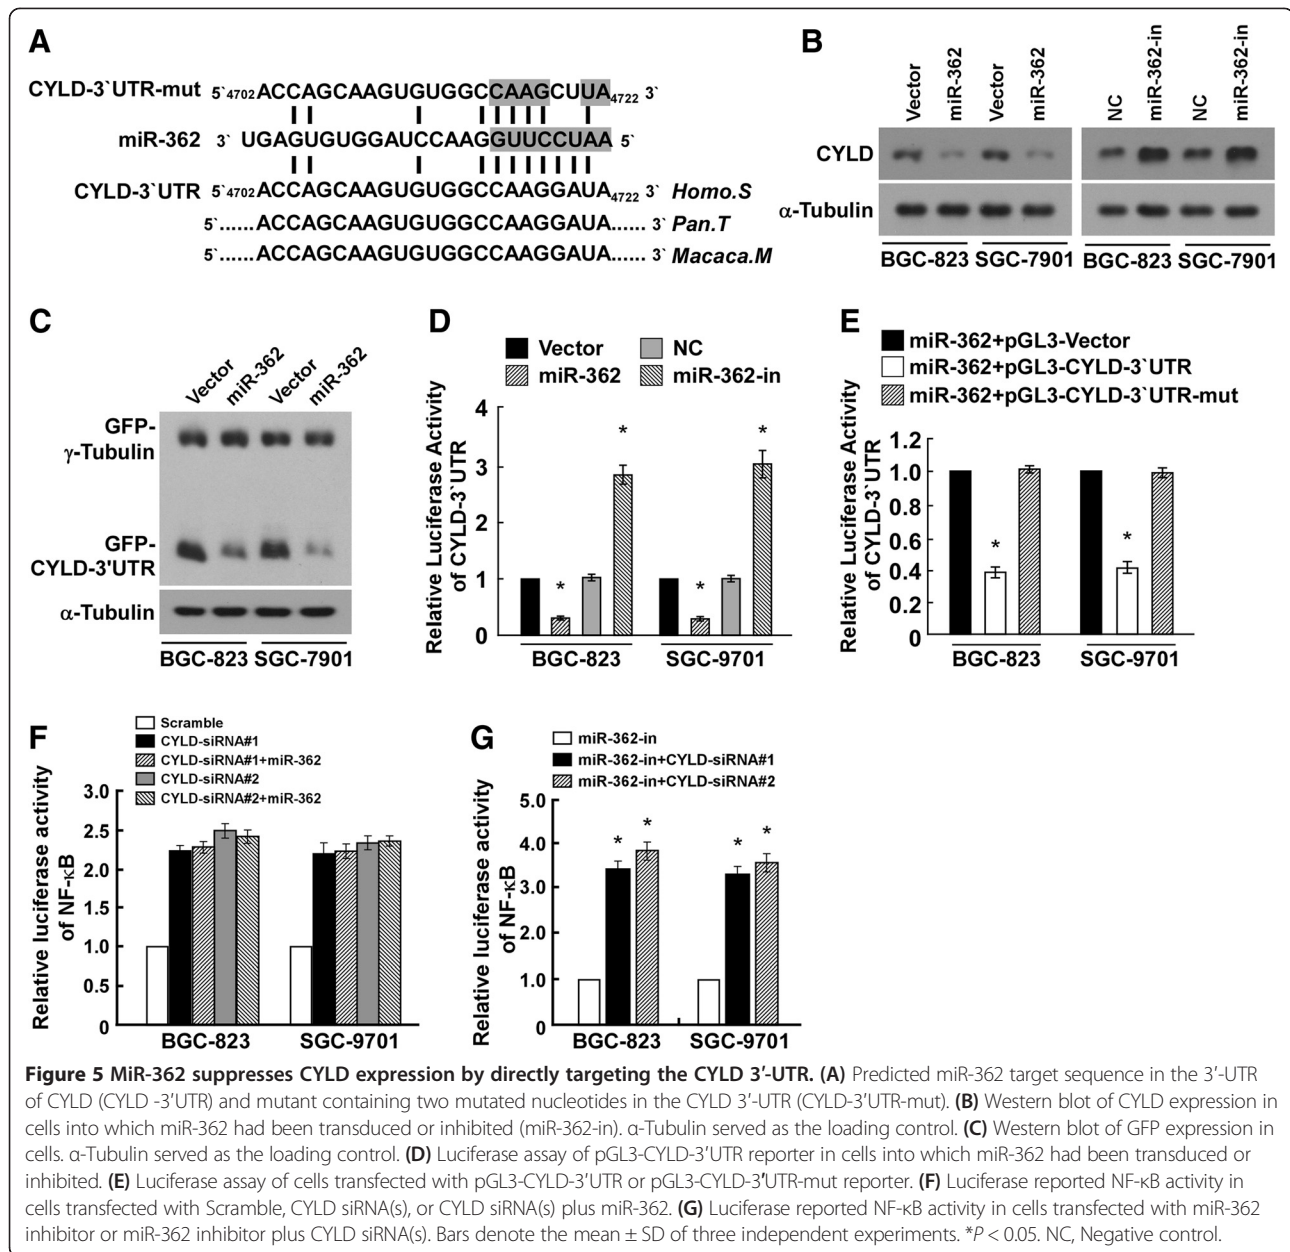 A
CYLD-3`UTR-mut 5`4702ACCAGCAAGUGUGGCCAAGCUUA4722 3`
miR-362 3` UGAGUGUGGAUCCAAGGUUCCUAA 5`
CYLD-3`UTR 5`4702ACCAGCAAGUGUGGCCAAGGAUA4722 3` Homo.S
5`......ACCAGCAAGUGUGGCCAAGGAUA...... 3` Pan.T
5`......ACCAGCAAGUGUGGCCAAGGAUA...... 3` Macaca.M
B
Vector miR-362 Vector miR-362 NC miR-362-in NC miR-362-in
CYLD
α-Tubulin
BGC-823 SGC-7901 BGC-823 SGC-7901
C
Vector miR-362 Vector miR-362
GFP-
γ-Tubulin
GFP-
CYLD-3'UTR
α-Tubulin
BGC-823 SGC-7901
D
Vector NC
miR-362 miR-362-in
Relative Luciferase Activity
of CYLD-3`UTR
4
3
2
1
0
* * * *
BGC-823 SGC-9701
E
miR-362+pGL3-Vector
miR-362+pGL3-CYLD-3`UTR
miR-362+pGL3-CYLD-3`UTR-mut
Relative Luciferase Activity
of CYLD-3`UTR
1.2
1.0
0.8
0.6
0.4
0.2
0
* *
BGC-823 SGC-9701
F
Scramble
CYLD-siRNA#1
CYLD-siRNA#1+miR-362
CYLD-siRNA#2
CYLD-siRNA#2+miR-362
Relative luciferase activity
of NF-κB
3.0
2.5
2.0
1.5
1.0
0.5
0
BGC-823 SGC-9701
G
miR-362-in
miR-362-in+CYLD-siRNA#1
miR-362-in+CYLD-siRNA#2
Relative luciferase activity
of NF-κB
5.0
4.0
3.0
2.0
1.0
0
* * * *
BGC-823 SGC-9701
Figure 5 MiR-362 suppresses CYLD expression by directly targeting the CYLD 3′-UTR. (A) Predicted miR-362 target sequence in the 3′-UTR
of CYLD (CYLD -3′UTR) and mutant containing two mutated nucleotides in the CYLD 3′-UTR (CYLD-3′UTR-mut). (B) Western blot of CYLD expression in
cells into which miR-362 had been transduced or inhibited (miR-362-in). α-Tubulin served as the loading control. (C) Western blot of GFP expression in
cells. α-Tubulin served as the loading control. (D) Luciferase assay of pGL3-CYLD-3′UTR reporter in cells into which miR-362 had been transduced or
inhibited. (E) Luciferase assay of cells transfected with pGL3-CYLD-3′UTR or pGL3-CYLD-3′UTR-mut reporter. (F) Luciferase reported NF-κB activity in
cells transfected with Scramble, CYLD siRNA(s), or CYLD siRNA(s) plus miR-362. (G) Luciferase reported NF-κB activity in cells transfected with miR-362
inhibitor or miR-362 inhibitor plus CYLD siRNA(s). Bars denote the mean ± SD of three independent experiments. *P < 0.05. NC, Negative control.